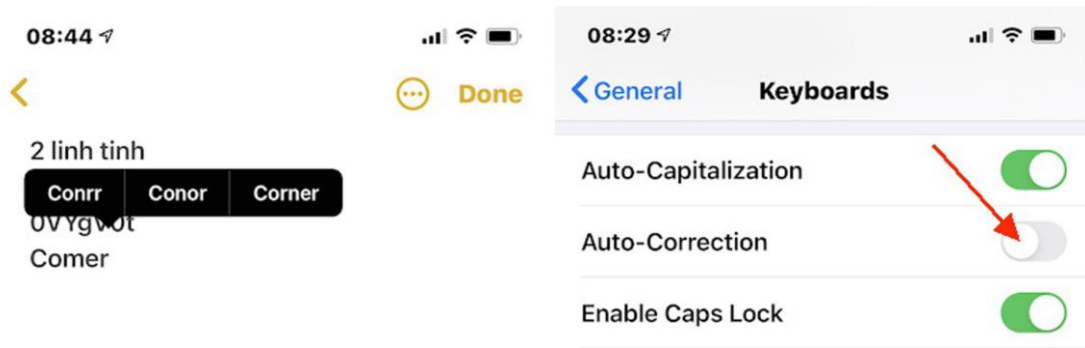 08:44
Done
2 linh tinh
Conrr Conor Corner
0VYgV0t
Comer
08:29
General Keyboards
Auto-Capitalization
Auto-Correction
Enable Caps Lock